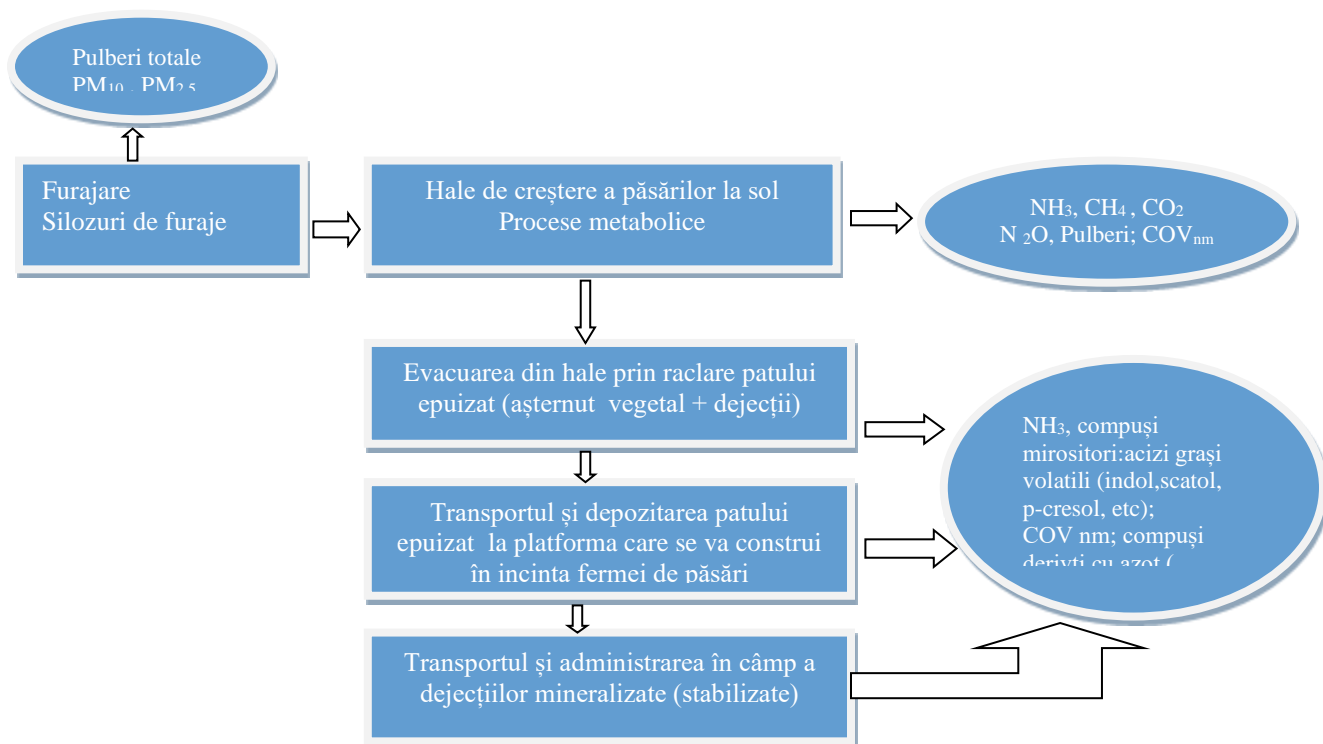 Pulberi totale
PM₁₀ , PM₂.₅
Furajare
Silozuri de furaje
Hale de creștere a păsărilor la sol
Procese metabolice
NH₃, CH₄ , CO₂
N ₂O, Pulberi; COVₙₘ
Evacuarea din hale prin raclare patului
epuizat (așternut vegetal + dejecții)
Transportul și depozitarea patului
epuizat la platforma care se va construi
în incinta fermei de păsări
NH₃, compuși
mirositori:acizi grași
volatili (indol,scatol,
p-cresol, etc);
COV nm; compuși
derivți cu azot (
Transportul și administrarea în câmp a
dejecțiilor mineralizate (stabilizate)